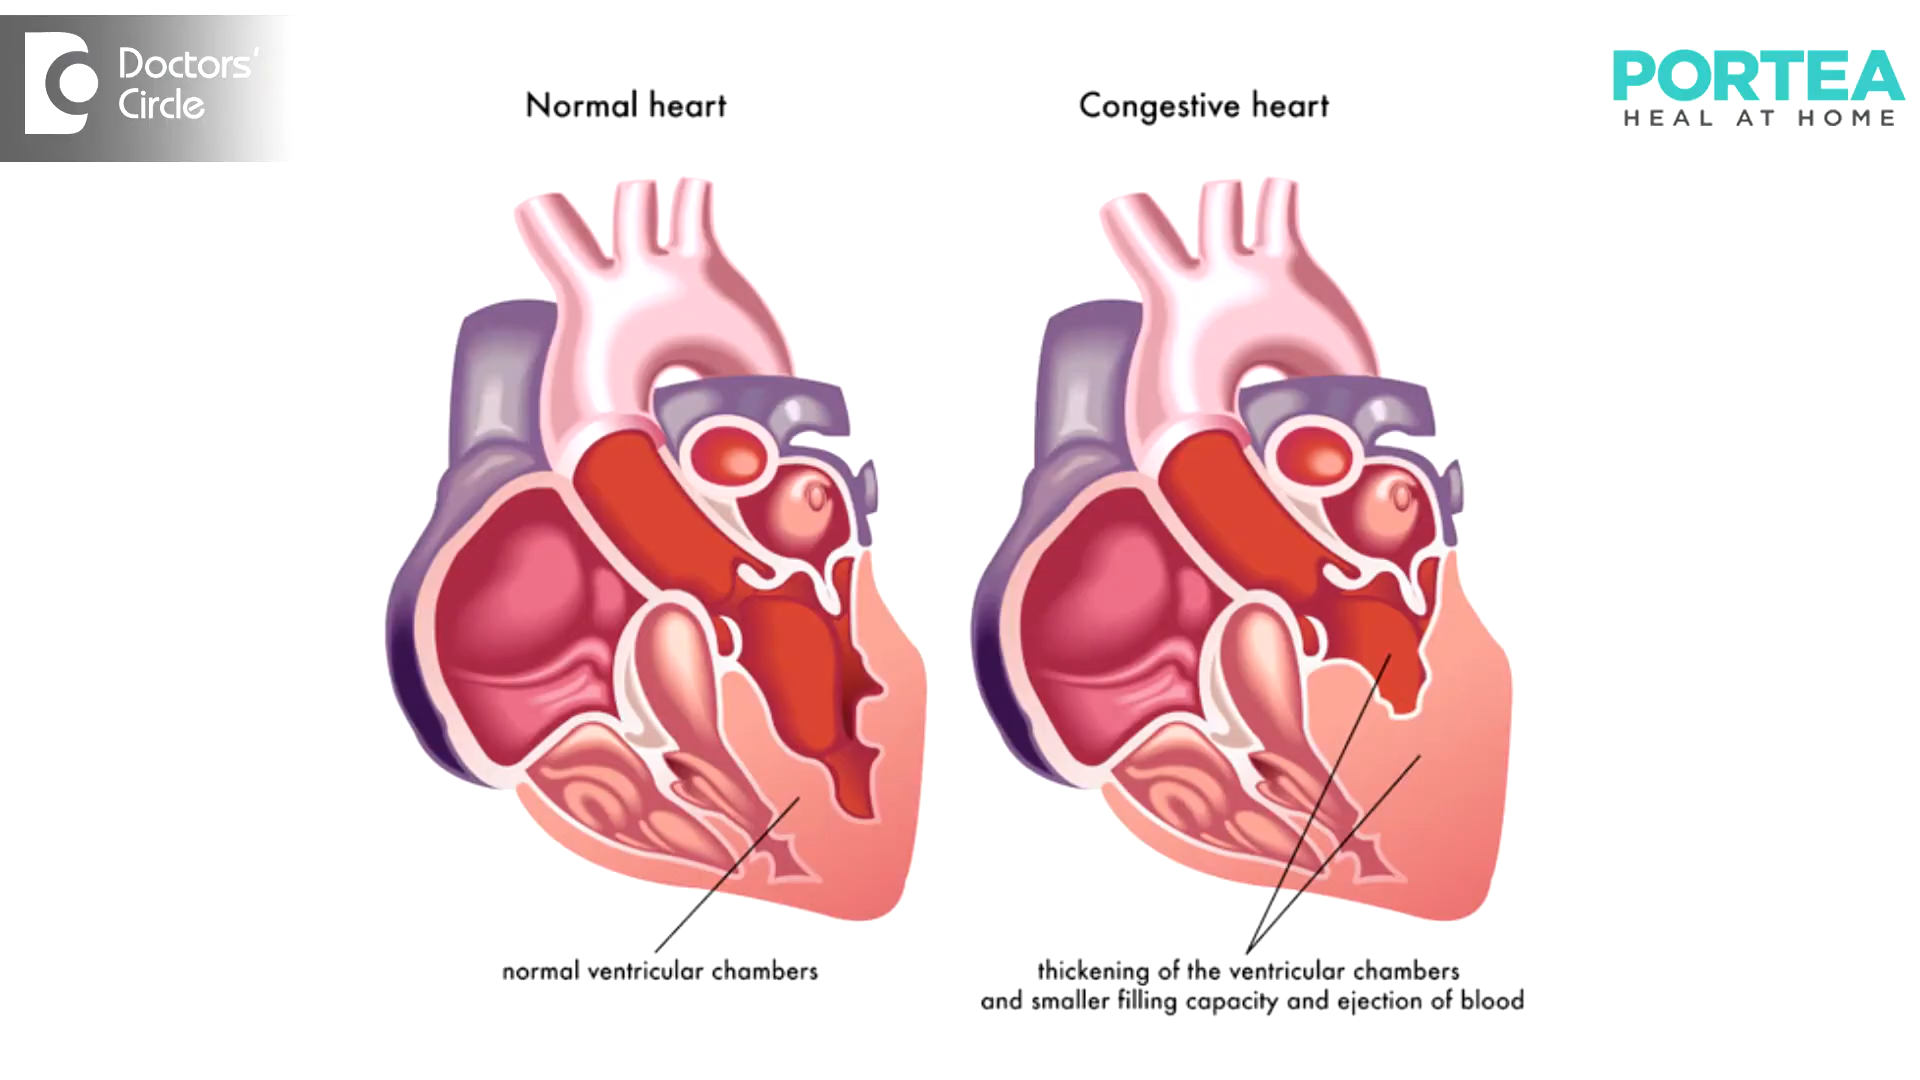 Doctors'
Circle
PORTEA
HEAL AT HOME
Normal heart
Congestive heart
normal ventricular chambers
thickening of the ventricular chambers
and smaller filling capacity and ejection of blood